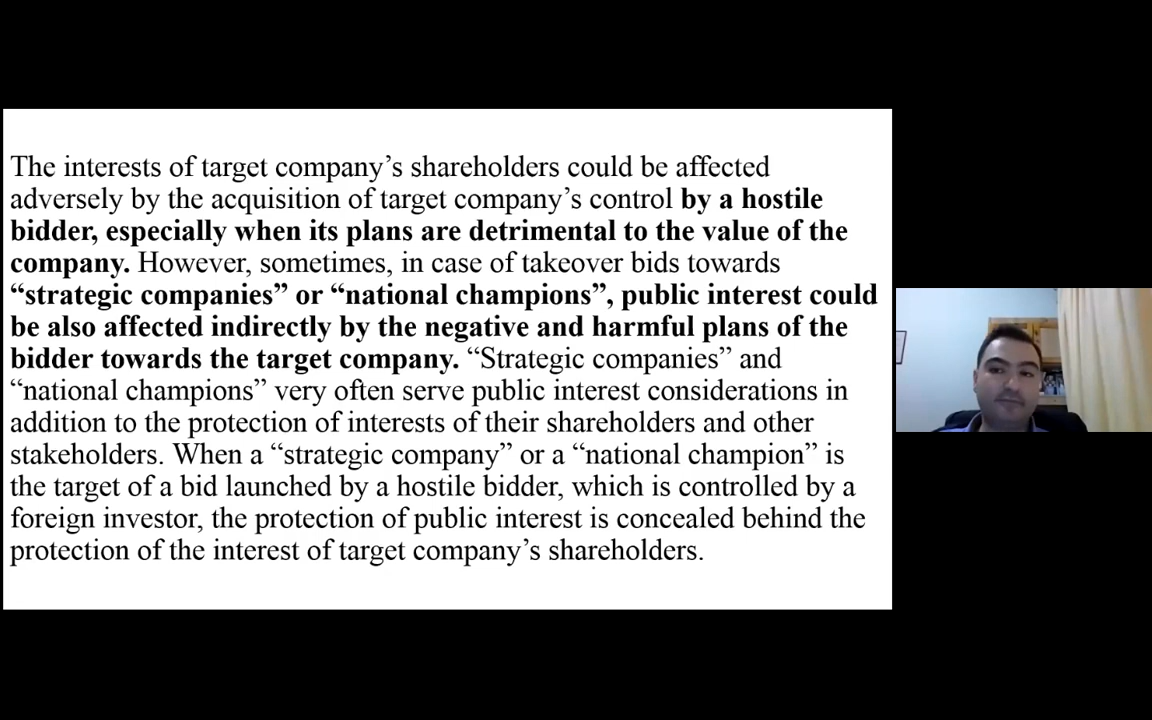 The interests of target company’s shareholders could be affected
adversely by the acquisition of target company’s control by a hostile
bidder, especially when its plans are detrimental to the value of the
company. However, sometimes, in case of takeover bids towards
“strategic companies” or “national champions”, public interest could
be also affected indirectly by the negative and harmful plans of the
bidder towards the target company. “Strategic companies” and
“national champions” very often serve public interest considerations in
addition to the protection of interests of their shareholders and other
stakeholders. When a “strategic company” or a “national champion” is
the target of a bid launched by a hostile bidder, which is controlled by a
foreign investor, the protection of public interest is concealed behind the
protection of the interest of target company’s shareholders.